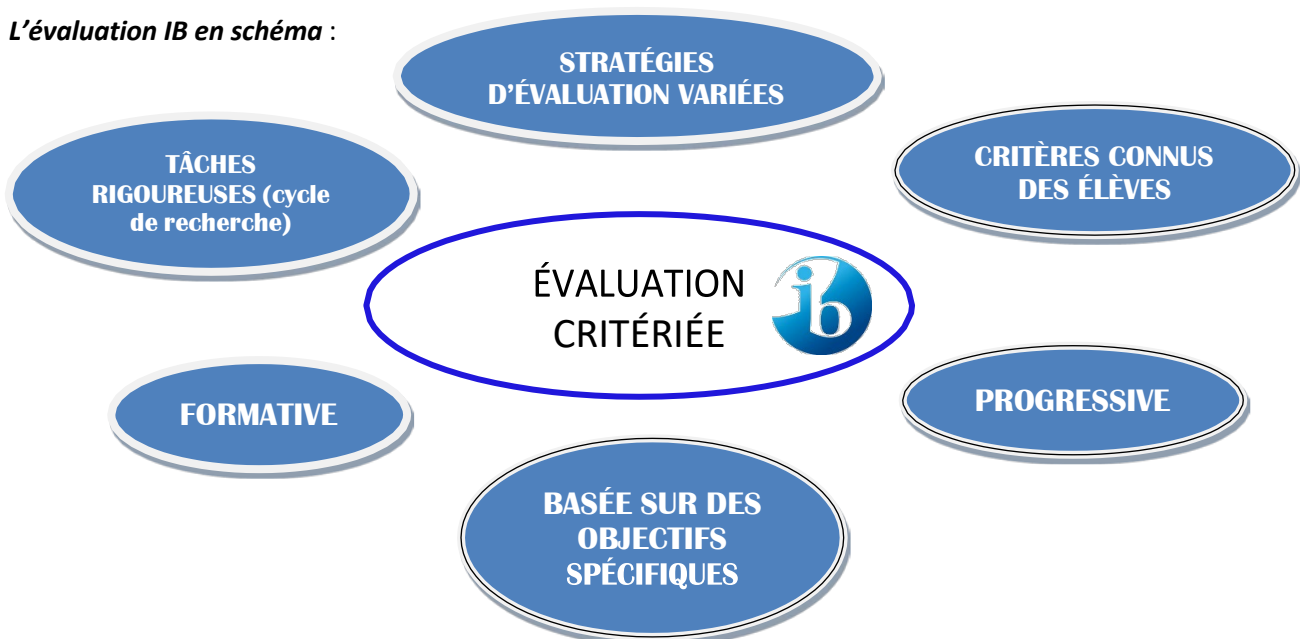 L’évaluation IB en schéma :
STRATÉGIES
D’ÉVALUATION VARIÉES
TÂCHES
RIGOUREUSES (cycle
de recherche)
CRITÈRES CONNUS
DES ÉLÈVES
ÉVALUATION
CRITÉRIÉE
ib
FORMATIVE
PROGRESSIVE
BASÉE SUR DES
OBJECTIFS
SPÉCIFIQUES